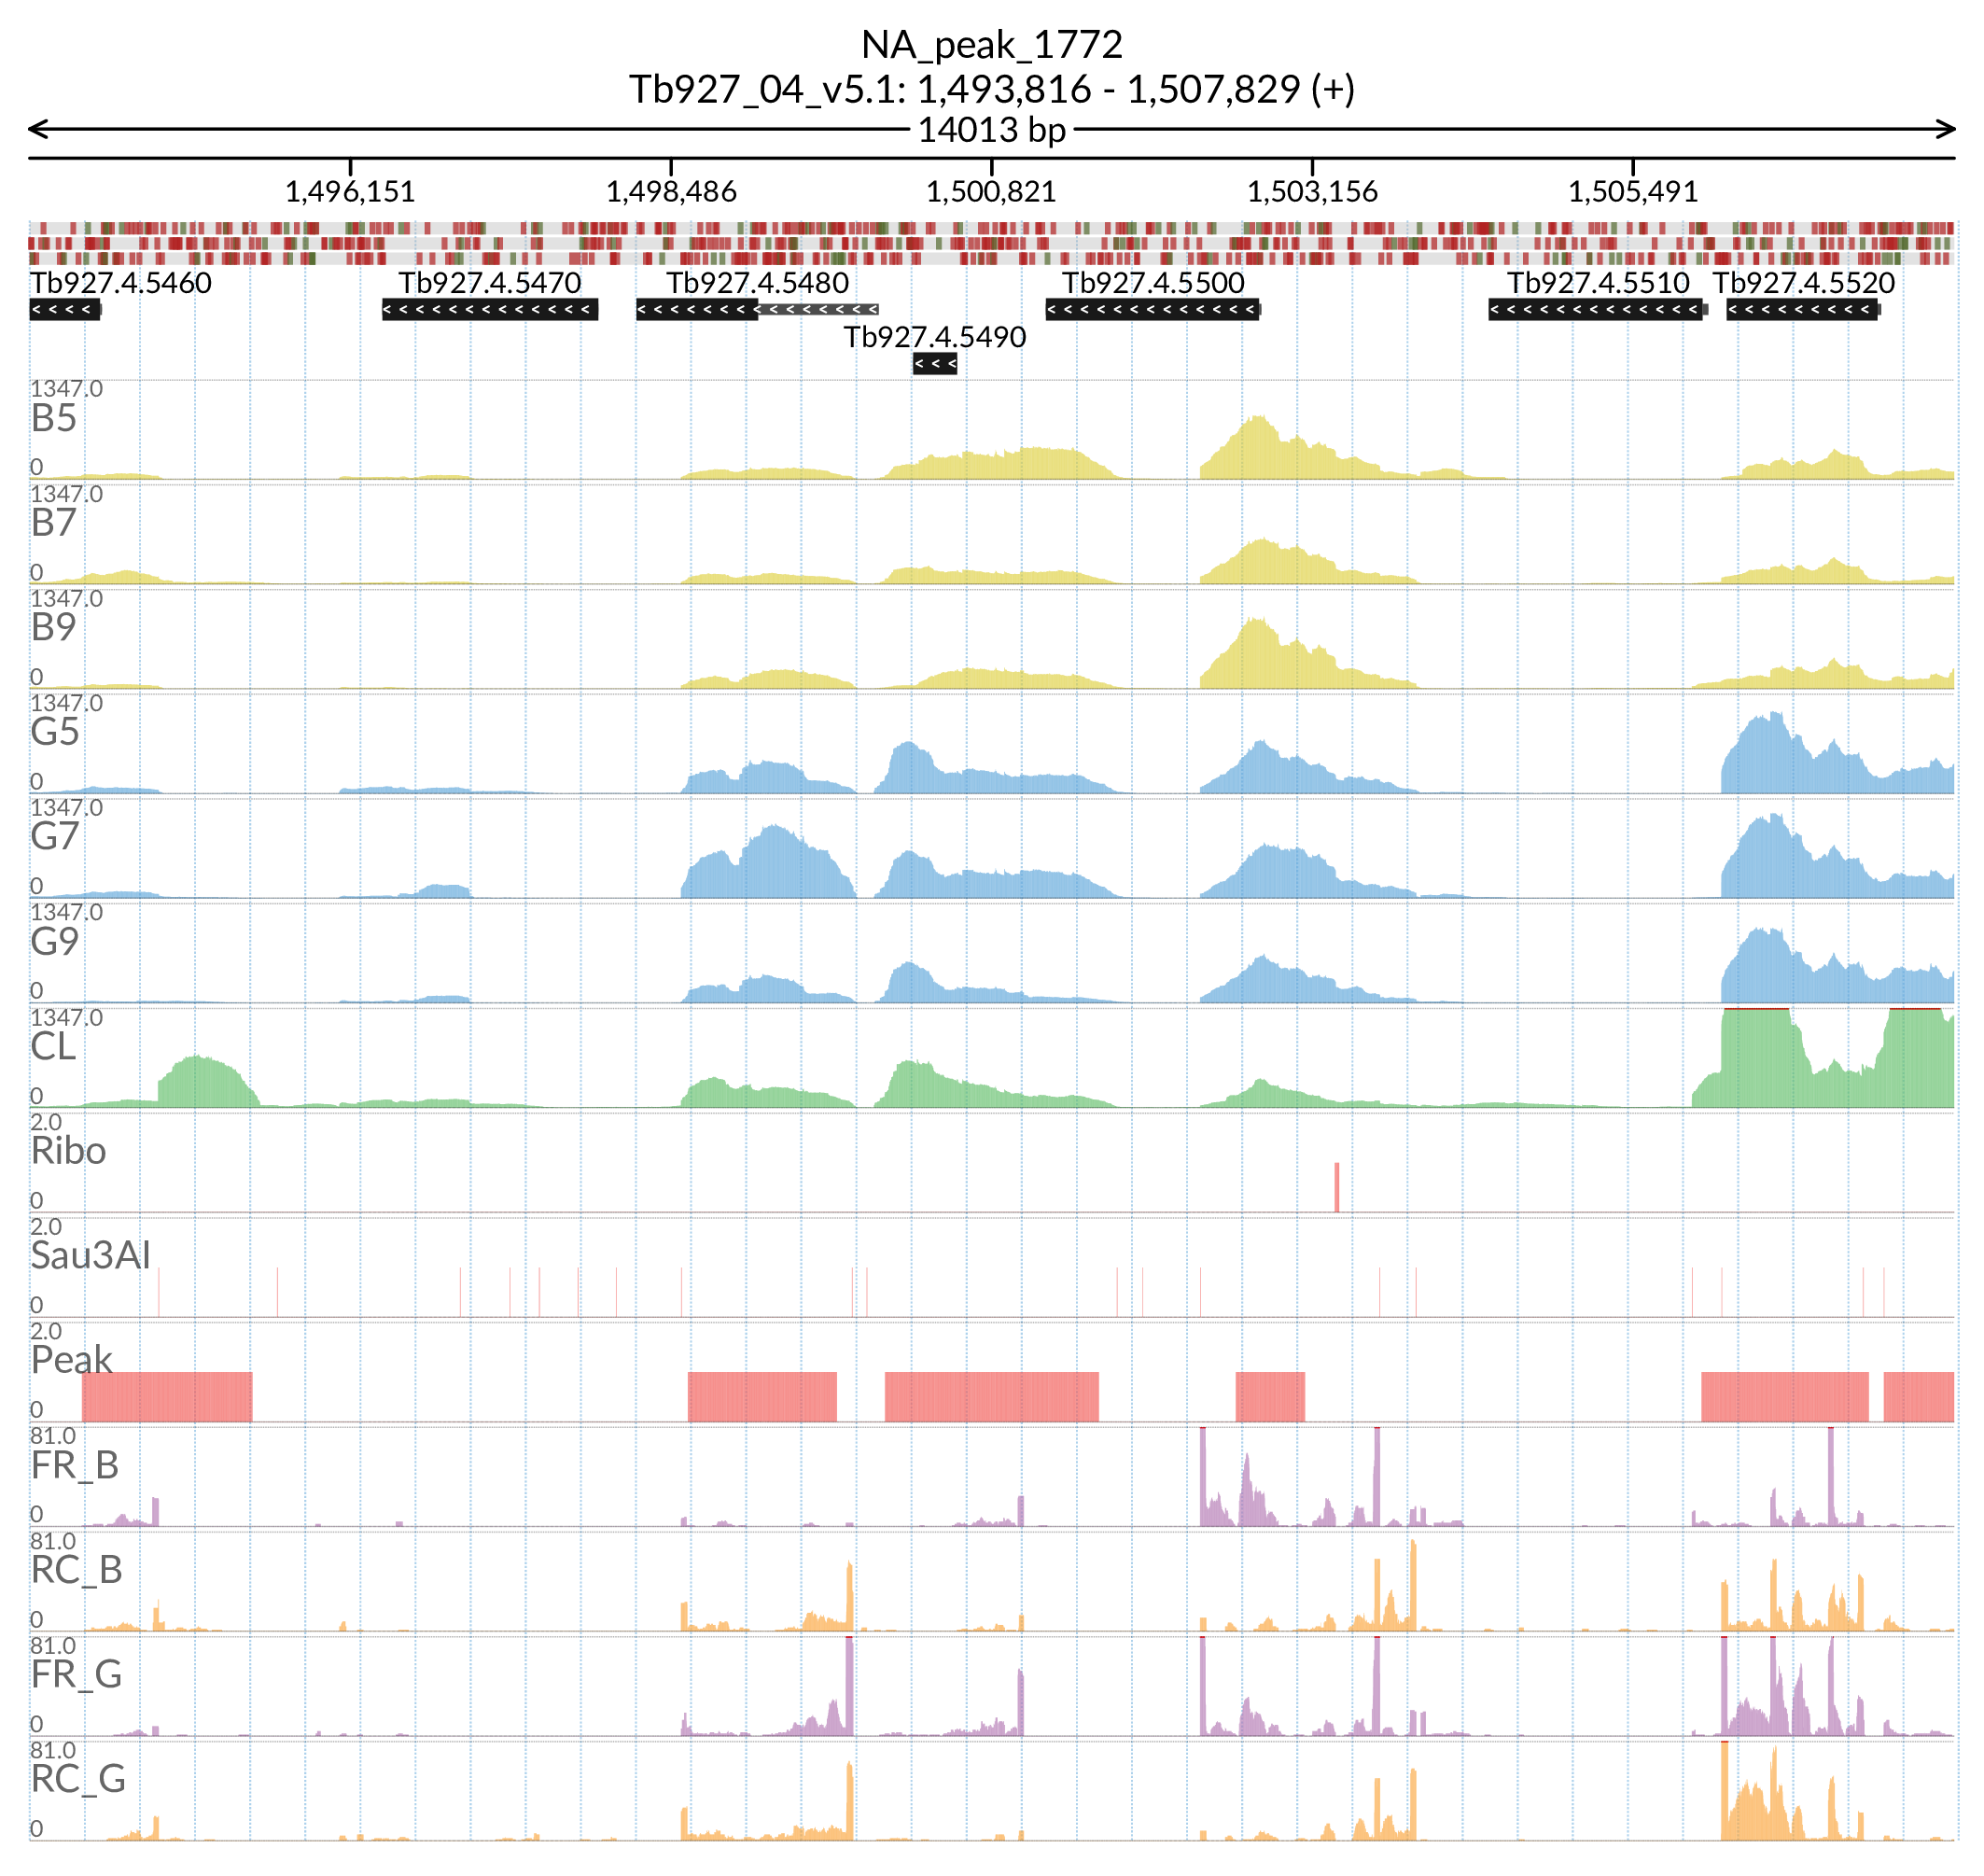 NA_peak_1772
Tb927_04_v5.1: 1,493,816 - 1,507,829 (+)
14013 bp
1,496,151 1,498,486 1,500,821 1,503,156 1,505,491
Tb927.4.5460 Tb927.4.5470 Tb927.4.5480 Tb927.4.5500 Tb927.4.5510 Tb927.4.5520
Tb927.4.5490
1347.0
B5
0
1347.0
B7
0
1347.0
B9
0
1347.0
G5
0
1347.0
G7
0
1347.0
G9
0
1347.0
CL
0
2.0
Ribo
0
2.0
Sau3AI
0
2.0
Peak
0
81.0
FR_B
0
81.0
RC_B
0
81.0
FR_G
0
81.0
RC_G
0